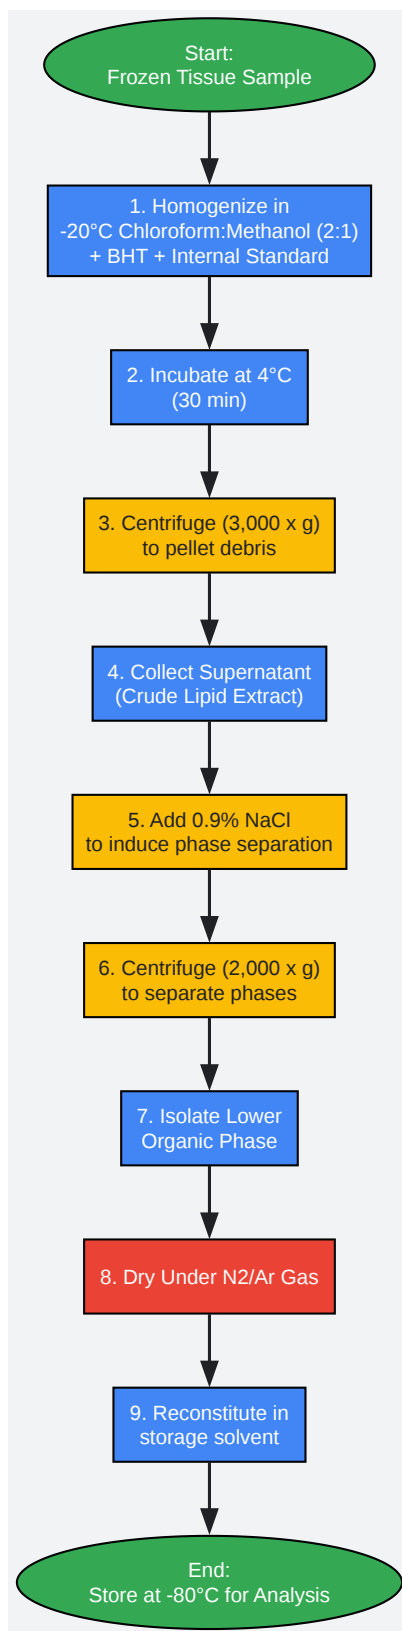 Start:
Frozen Tissue Sample
1. Homogenize in
-20°C Chloroform:Methanol (2:1)
+ BHT + Internal Standard
2. Incubate at 4°C
(30 min)
3. Centrifuge (3,000 x g)
to pellet debris
4. Collect Supernatant
(Crude Lipid Extract)
5. Add 0.9% NaCl
to induce phase separation
6. Centrifuge (2,000 x g)
to separate phases
7. Isolate Lower
Organic Phase
8. Dry Under N2/Ar Gas
9. Reconstitute in
storage solvent
End:
Store at -80°C for Analysis